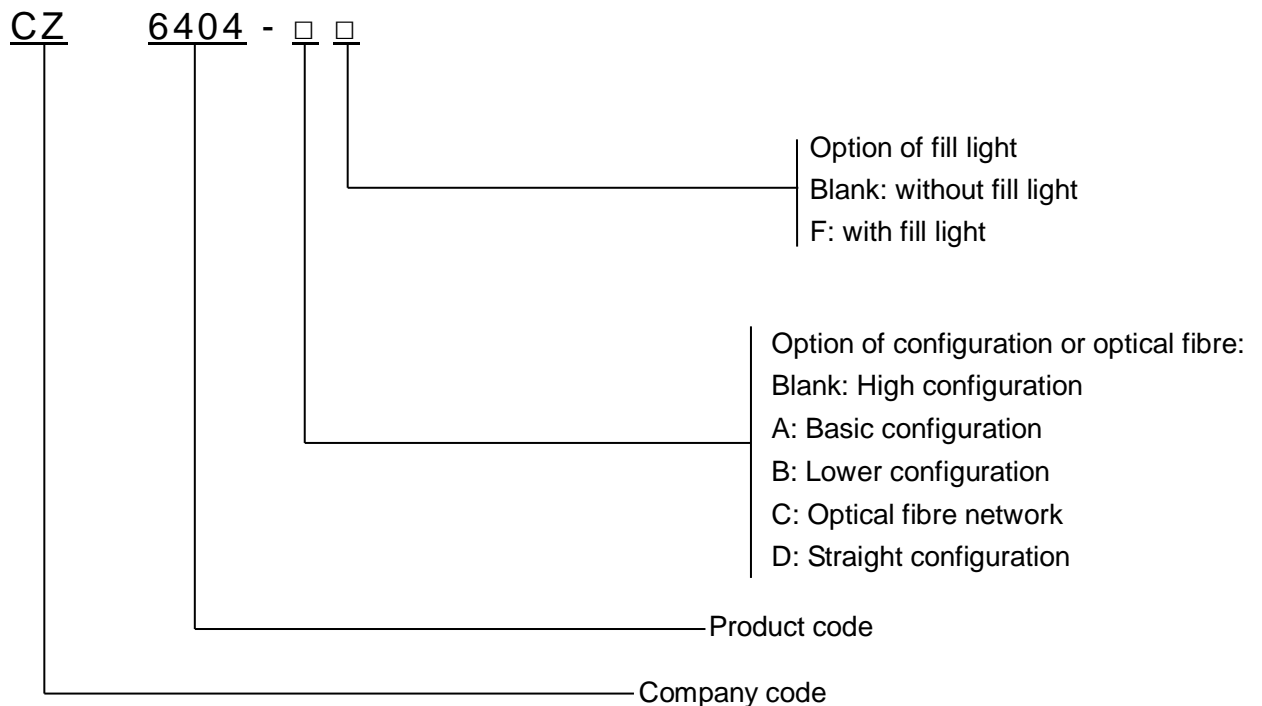 CZ 6404 - □ □
Option of fill light
Blank: without fill light
F: with fill light
Option of configuration or optical fibre:
Blank: High configuration
A: Basic configuration
B: Lower configuration
C: Optical fibre network
D: Straight configuration
Product code
Company code